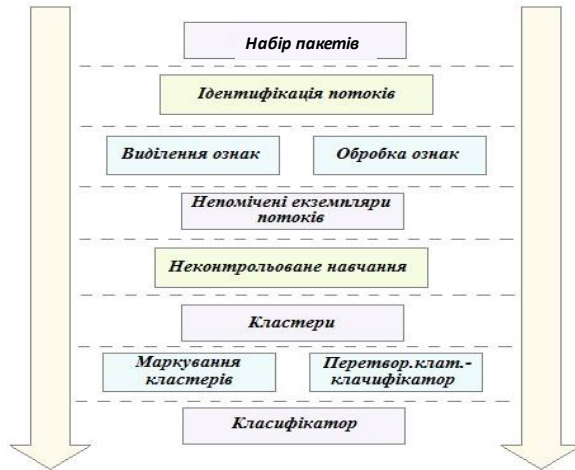 Набір пакетів
Ідентифікація потоків
Виділення ознак
Обробка ознак
Непомічені екземпляри
потоків
Неконтрольоване навчання
Кластери
Маркування
кластерів
Перетвор.клат.-
клачифікатор
Класифікатор